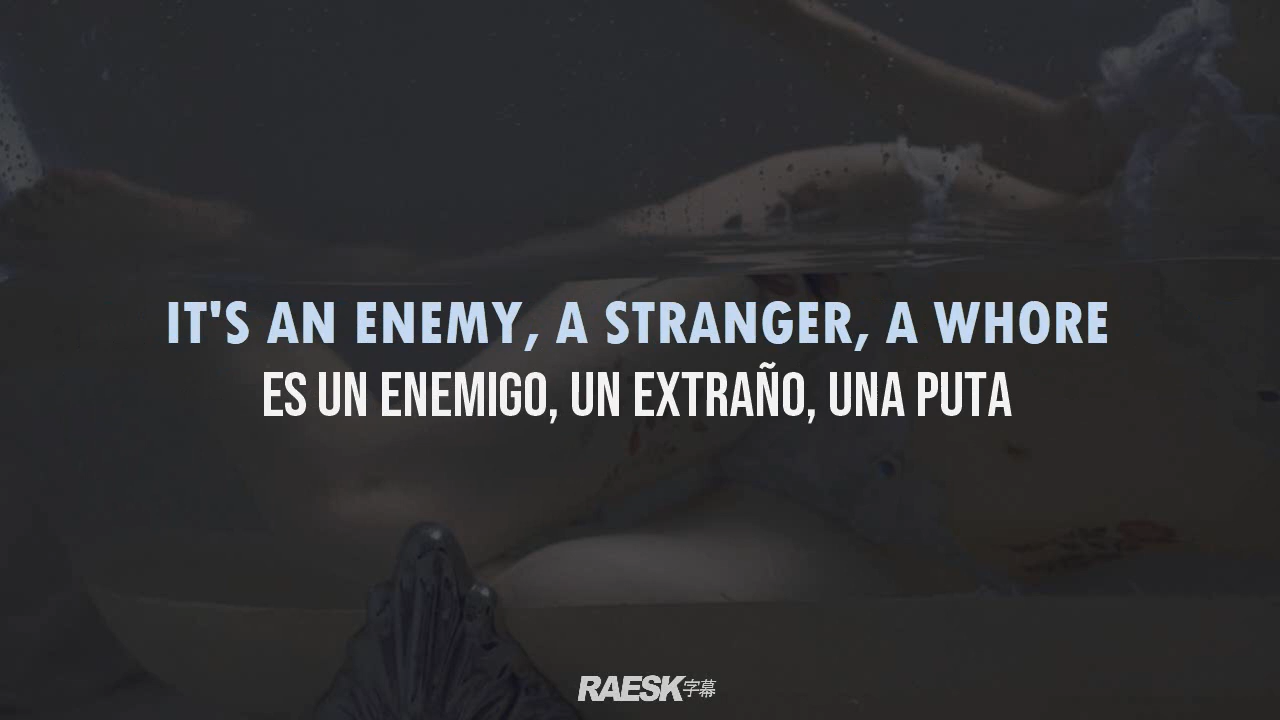 IT'S AN ENEMY, A STRANGER, A WHORE
ES UN ENEMIGO, UN EXTRAÑO, UNA PUTA
RAESK字幕